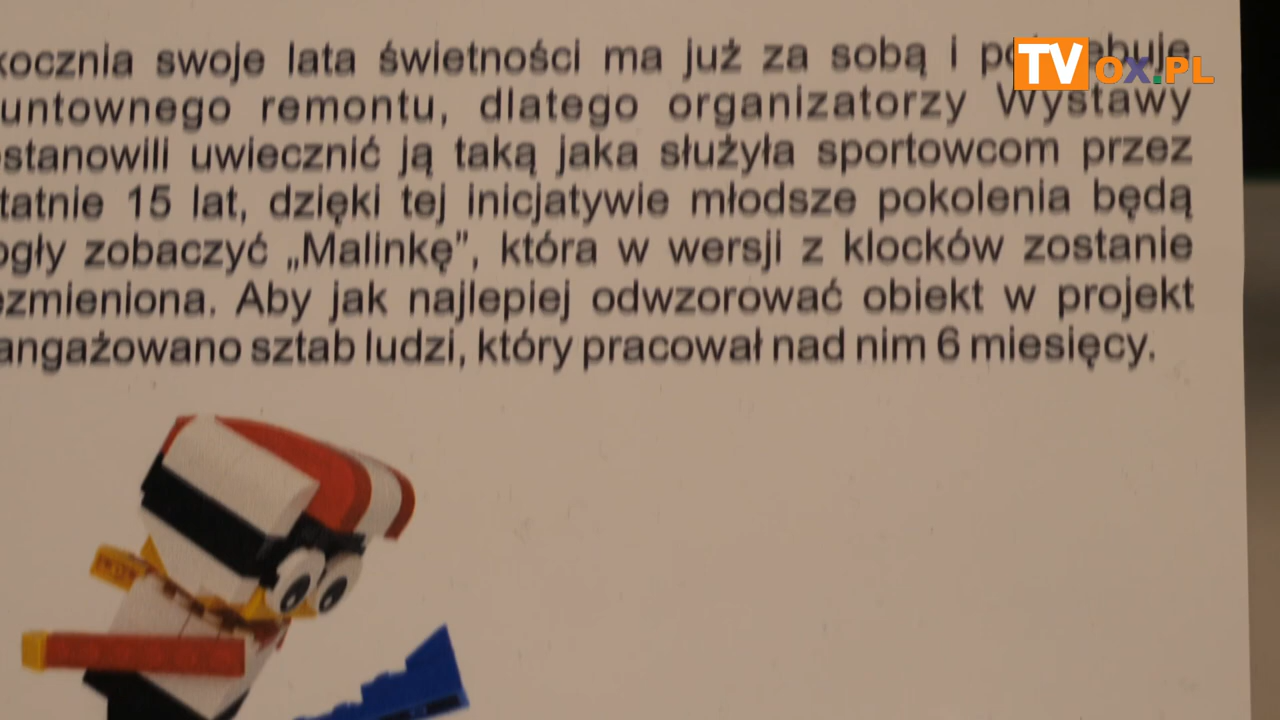 swoje lata świetności ma już za sobą i
TVOX.PL
remontu, dlatego organizatorzy Wystawy
uwiecznić ją taką jaka służyła sportowcom przez
15 lat, dzięki tej inicjatywie młodsze pokolenia będą
zobaczyć „Malinkę”, która w wersji z klocków zostanie
Aby jak najlepiej odwzorować obiekt w projekt
sztab ludzi, który pracował nad nim 6 miesięcy.